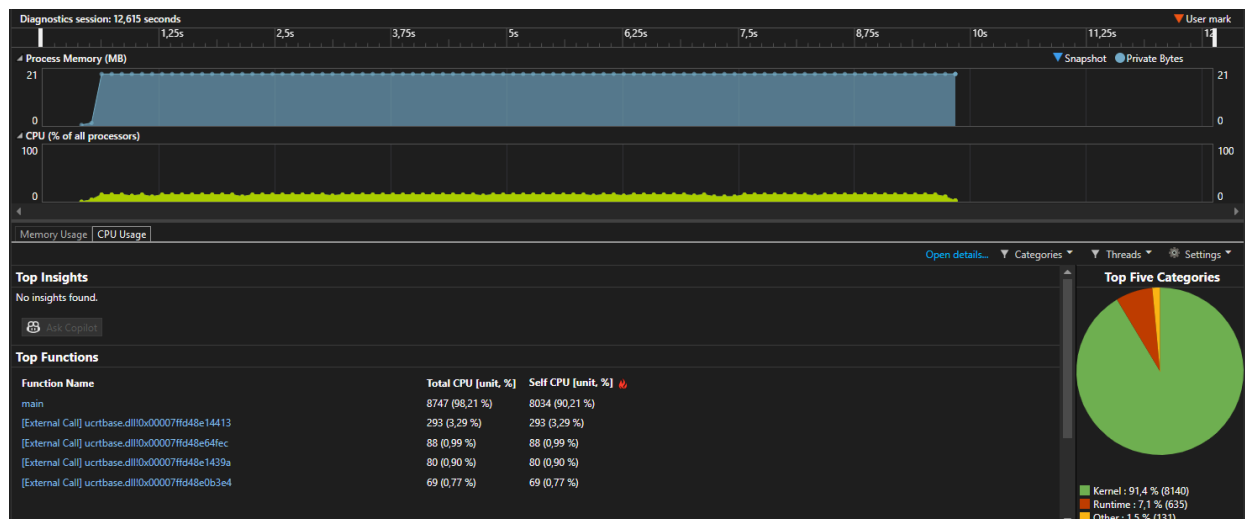 Diagnostics session: 12,615 seconds
User mark
1,25s 2,5s 3,75s 5s 6,25s 7,5s 8,75s 10s 11,25s 12
Process Memory (MB)
Snapshot Private Bytes
21 21
0 0
CPU (% of all processors)
100 100
0 0
Memory Usage CPU Usage
Open details... Categories Threads Settings
Top Insights
No insights found.
Ask Copilot
Top Functions
Function Name Total CPU [unit, %] Self CPU [unit, %]
main 8747 (98,21 %) 8034 (90,21 %)
[External Call] ucrtbase.dll!0x00007ffd48e14413 293 (3,29 %) 293 (3,29 %)
[External Call] ucrtbase.dll!0x00007ffd48e64fec 88 (0,99 %) 88 (0,99 %)
[External Call] ucrtbase.dll!0x00007ffd48e1439a 80 (0,90 %) 80 (0,90 %)
[External Call] ucrtbase.dll!0x00007ffd48e0b3e4 69 (0,77 %) 69 (0,77 %)
Top Five Categories
Kernel : 91,4 % (8140)
Runtime : 7,1 % (635)
Other : 1,5 % (131)